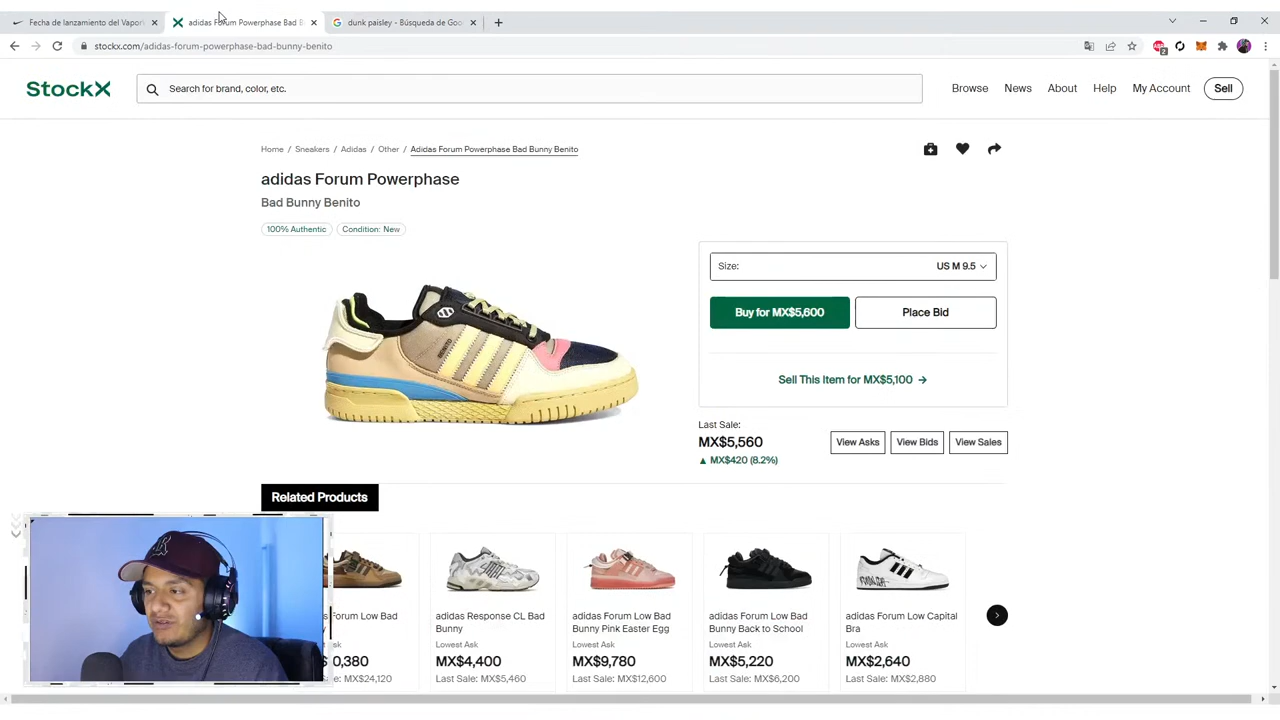 Fecha de lanzamiento del Vapor
adidas Forum Powerphase Bad B
dunk paisley - Búsqueda de Goo
stockx.com/adidas-forum-powerphase-bad-bunny-benito
2
StockX
Search for brand, color, etc.
Browse
News
About
Help
My Account
Sell
Home / Sneakers / Adidas / Other / Adidas Forum Powerphase Bad Bunny Benito
adidas Forum Powerphase
Bad Bunny Benito
100% Authentic
Condition: New
Size:
US M 9.5
Buy for MX$5,600
Place Bid
Sell This Item for MX$5,100 →
Last Sale:
MX$5,560
▲ MX$420 (8.2%)
View Asks
View Bids
View Sales
BENITO
Related Products
Forum Low Bad
0,380
le: MX$24,120
adidas Response CL Bad
Bunny
Lowest Ask
MX$4,400
Last Sale: MX$5,460
adidas Forum Low Bad
Bunny Pink Easter Egg
Lowest Ask
MX$9,780
Last Sale: MX$12,600
adidas Forum Low Bad
Bunny Back to School
Lowest Ask
MX$5,220
Last Sale: MX$6,200
adidas Forum Low Capital
Bra
Lowest Ask
MX$2,640
Last Sale: MX$2,880